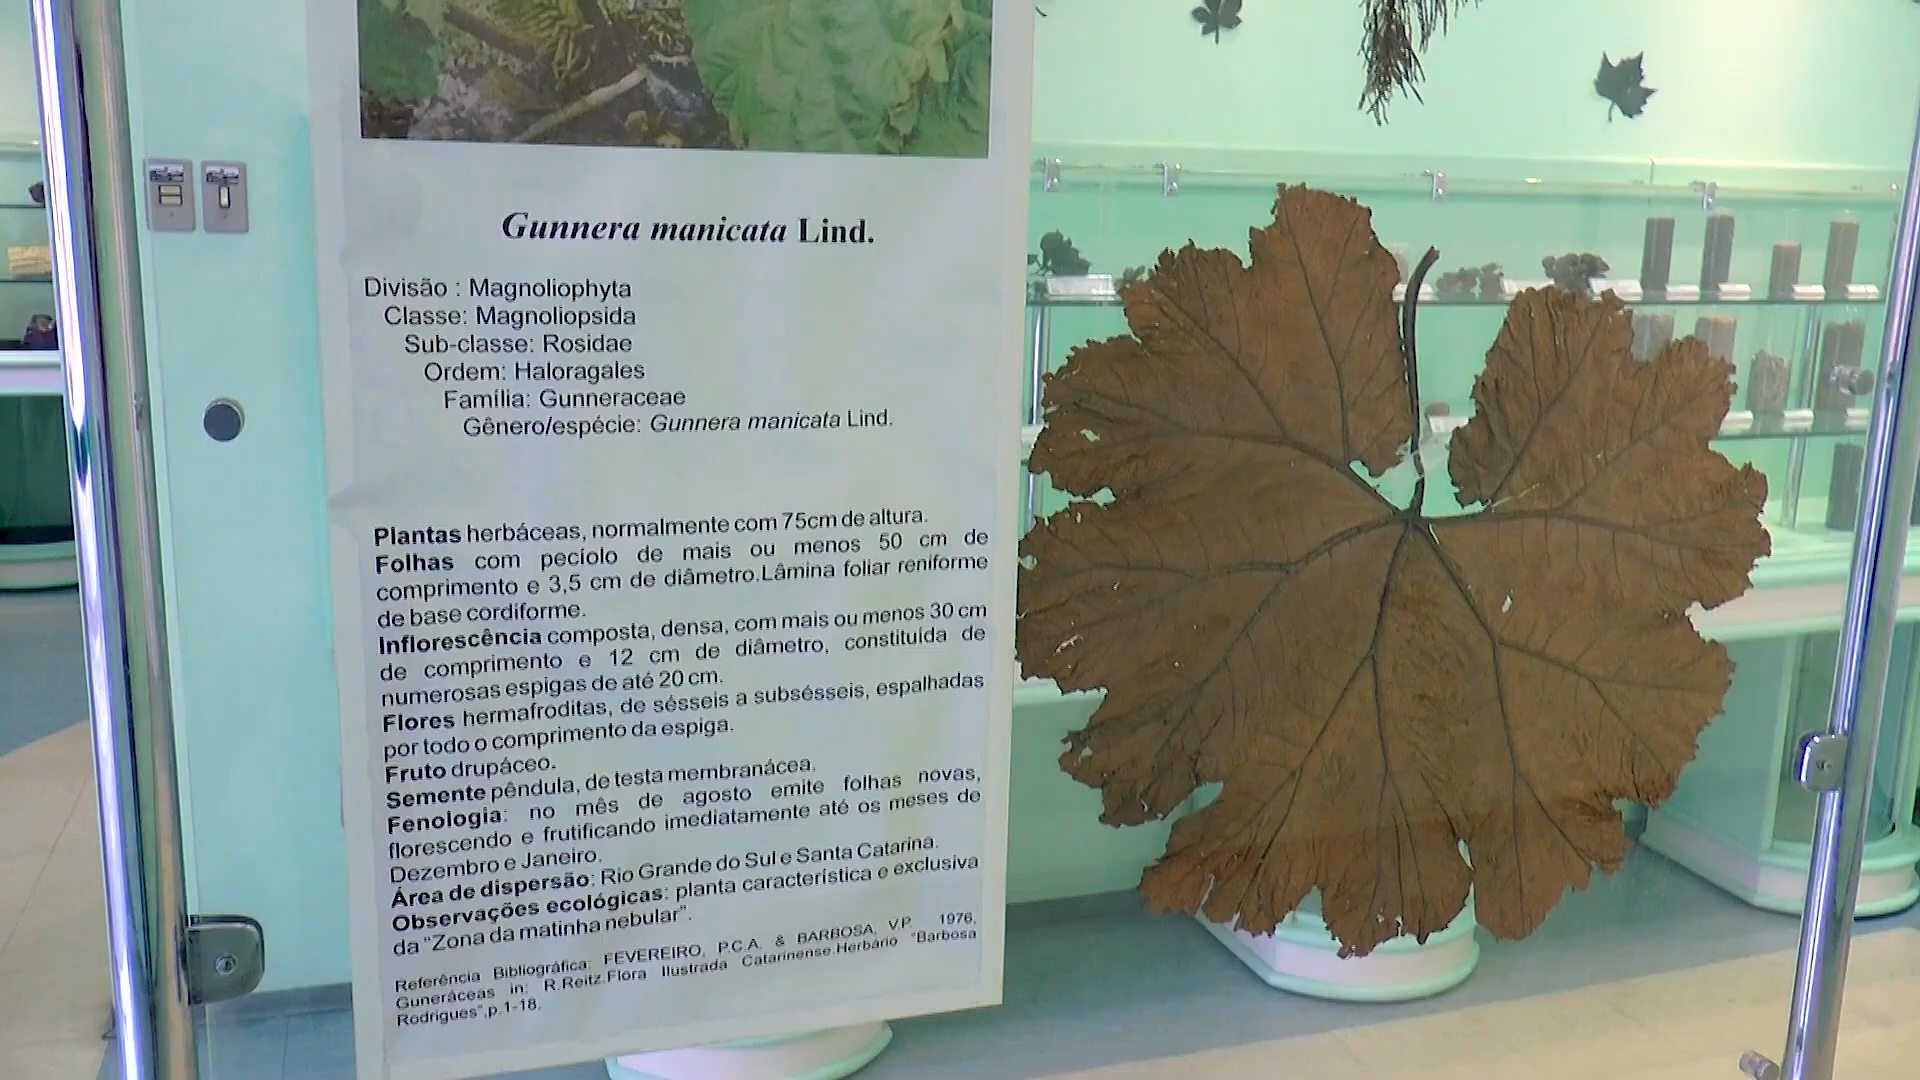 Gunnera manicata Lind.
Divisão : Magnoliophyta
Classe: Magnoliopsida
Sub-classe: Rosidae
Ordem: Haloragales
Família: Gunneraceae
Gênero/espécie: Gunnera manicata Lind.
Plantas herbáceas, normalmente com 75cm de altura.
Folhas com pecíolo de mais ou menos 50 cm de
comprimento e 3,5 cm de diâmetro.Lâmina foliar reniforme
de base cordiforme.
Inflorescência composta, densa, com mais ou menos 30 cm
de comprimento e 12 cm de diâmetro, constituída de
numerosas espigas de até 20 cm.
Flores hermafroditas, de sésseis a subsésseis, espalhadas
por todo o comprimento da espiga.
Fruto drupáceo.
Semente pêndula, de testa membranácea.
Fenologia: no mês de agosto emite folhas novas,
florescendo e frutificando imediatamente até os meses de
Dezembro e Janeiro.
Área de dispersão: Rio Grande do Sul e Santa Catarina.
Observações ecológicas: planta característica e exclusiva
da "Zona da matinha nebular".
Referência Bibliográfica: FEVEREIRO, P.C.A. & BARBOSA, V.P. 1976.
Guneráceas in: R.Reitz.Flora Ilustrada Catarinense.Herbário "Barbosa
Rodrigues",p.1-18.